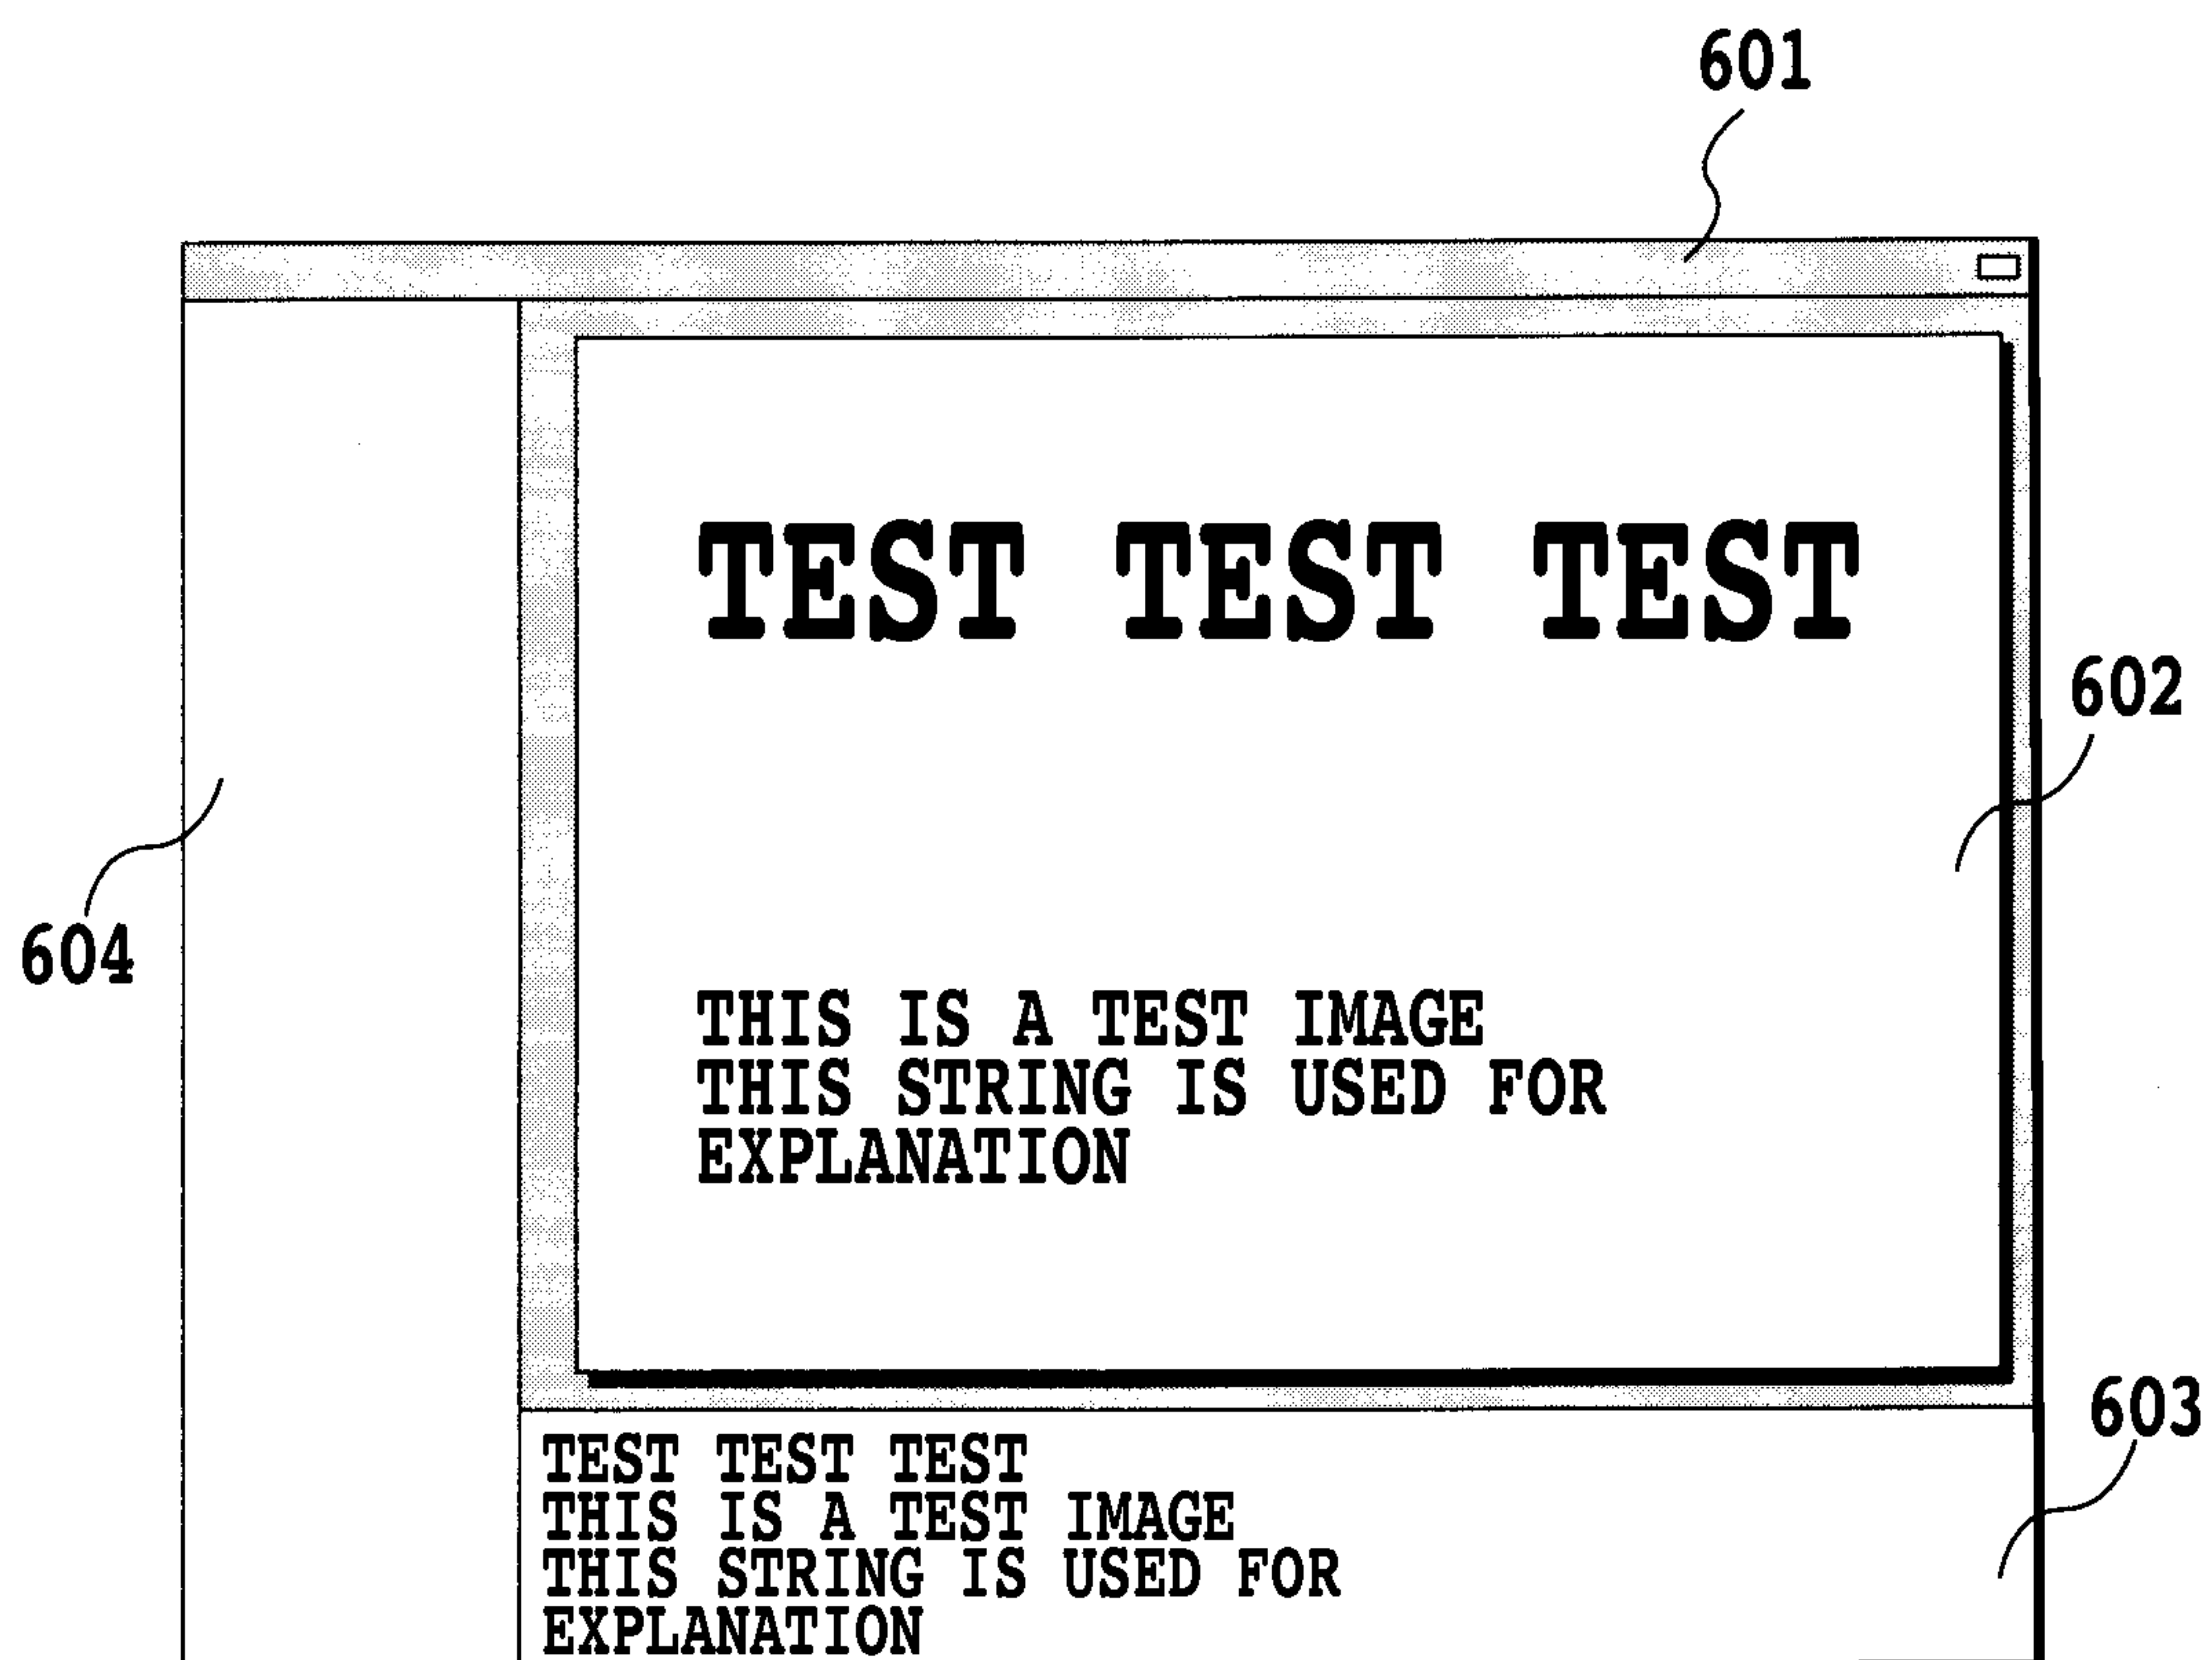 601
TEST TEST TEST
602
604
THIS IS A TEST IMAGE
THIS STRING IS USED FOR
EXPLANATION
603
TEST TEST TEST
THIS IS A TEST IMAGE
THIS STRING IS USED FOR
EXPLANATION